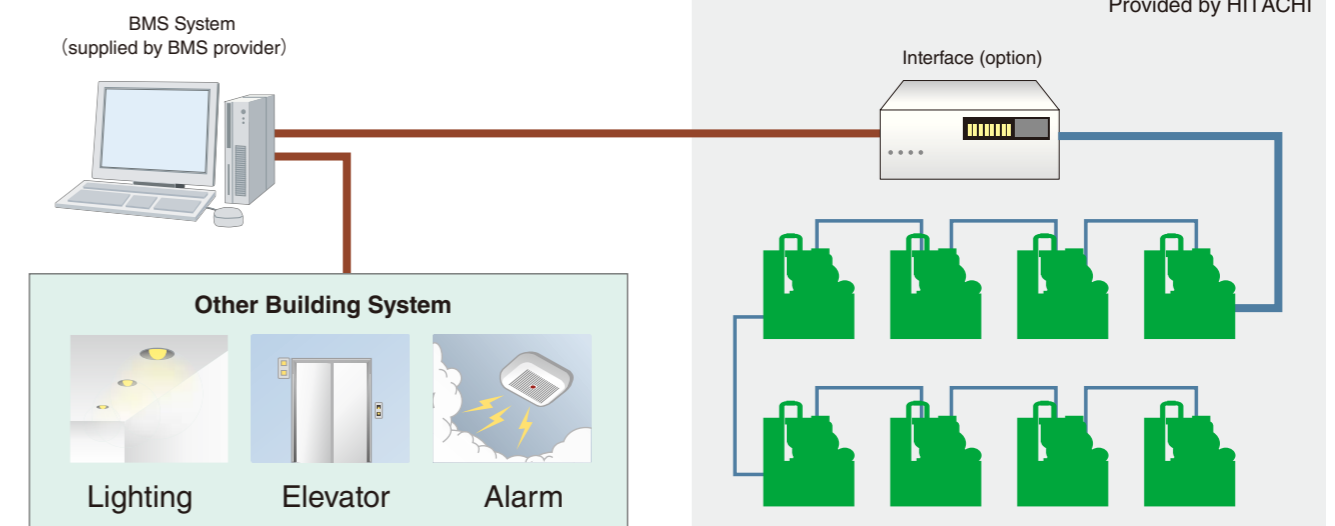 Provided by HITACHI
BMS System
（supplied by BMS provider）
Interface (option)
Other Building System
Lighting
Elevator
Alarm